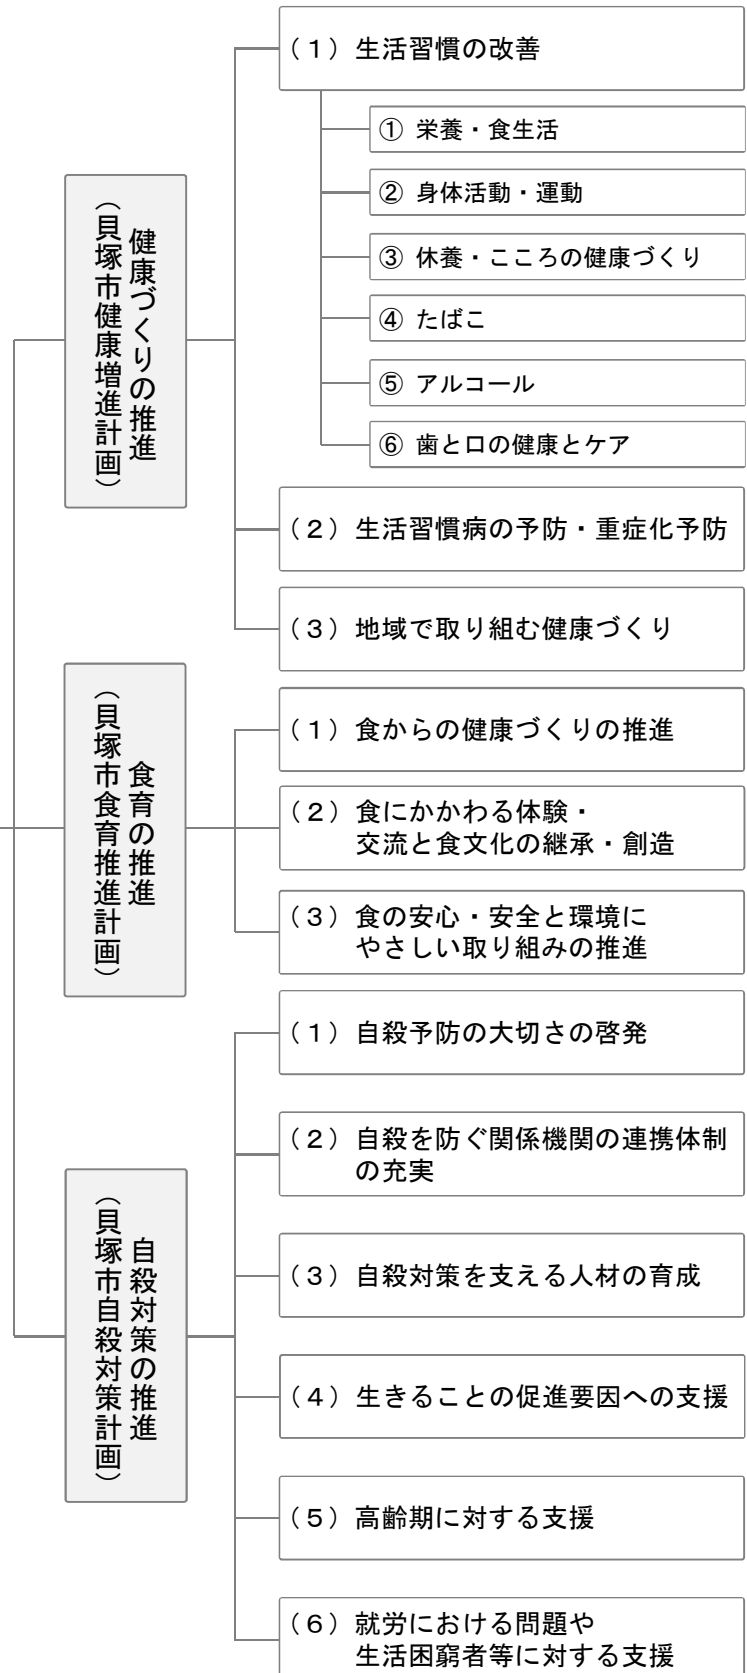 健康づくりの推進
（貝塚市健康増進計画）
（１）生活習慣の改善
① 栄養・食生活
② 身体活動・運動
③ 休養・こころの健康づくり
④ たばこ
⑤ アルコール
⑥ 歯と口の健康とケア
（２）生活習慣病の予防・重症化予防
（３）地域で取り組む健康づくり
食育の推進
（貝塚市食育推進計画）
（１）食からの健康づくりの推進
（２）食にかかわる体験・
交流と食文化の継承・創造
（３）食の安心・安全と環境に
やさしい取り組みの推進
自殺対策の推進
（貝塚市自殺対策計画）
（１）自殺予防の大切さの啓発
（２）自殺を防ぐ関係機関の連携体制
の充実
（３）自殺対策を支える人材の育成
（４）生きることの促進要因への支援
（５）高齢期に対する支援
（６）就労における問題や
生活困窮者等に対する支援